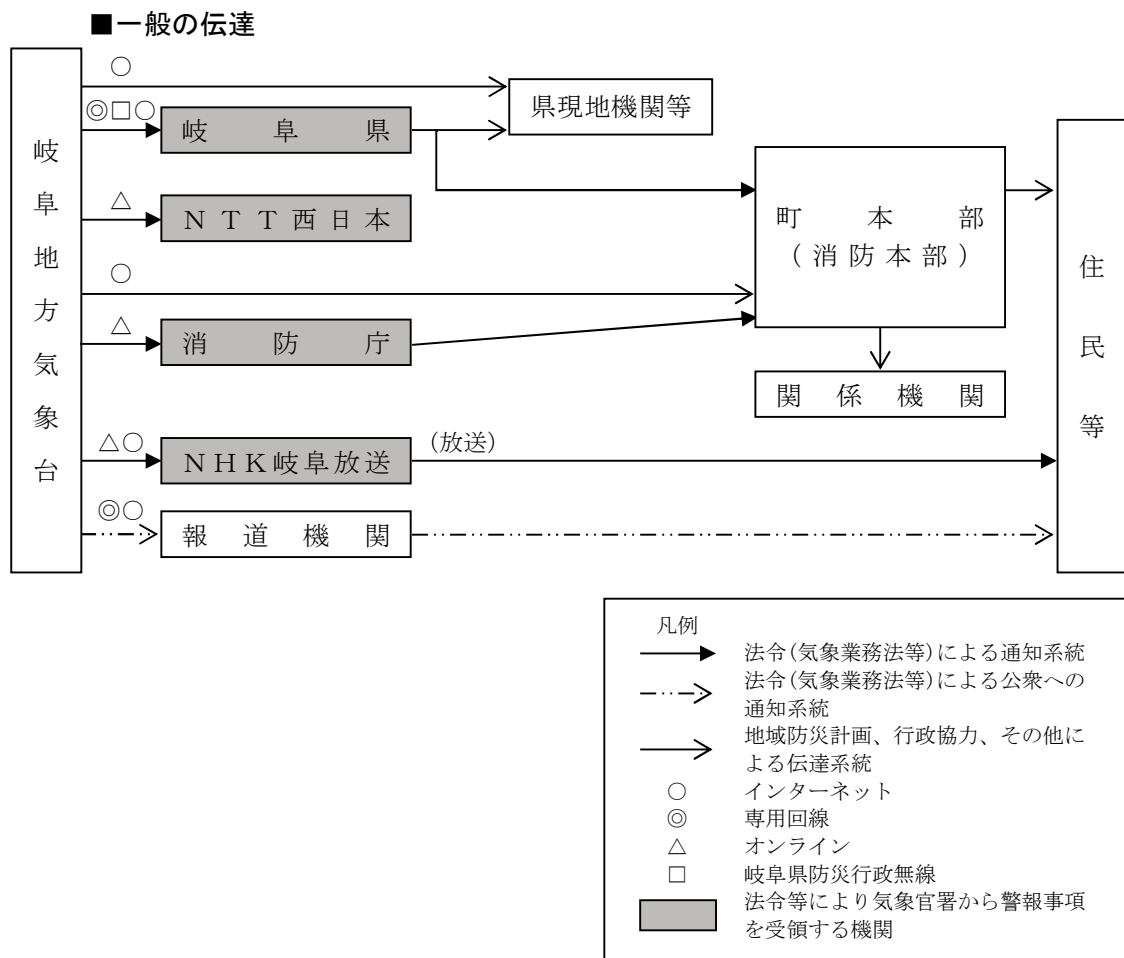 ■一般の伝達
岐阜地方気象台
○
◎□○
岐阜県
県現地機関等
△
NTT西日本
○
△
消防庁
町本部
(消防本部)
関係機関
△○
NHK岐阜放送
(放送)
◎○
報道機関
住民等
凡例
法令(気象業務法等)による通知系統
法令(気象業務法等)による公衆への
通知系統
地域防災計画、行政協力、その他に
よる伝達系統
○ インターネット
◎ 専用回線
△ オンライン
□ 岐阜県防災行政無線
法令等により気象官署から警報事項
を受領する機関